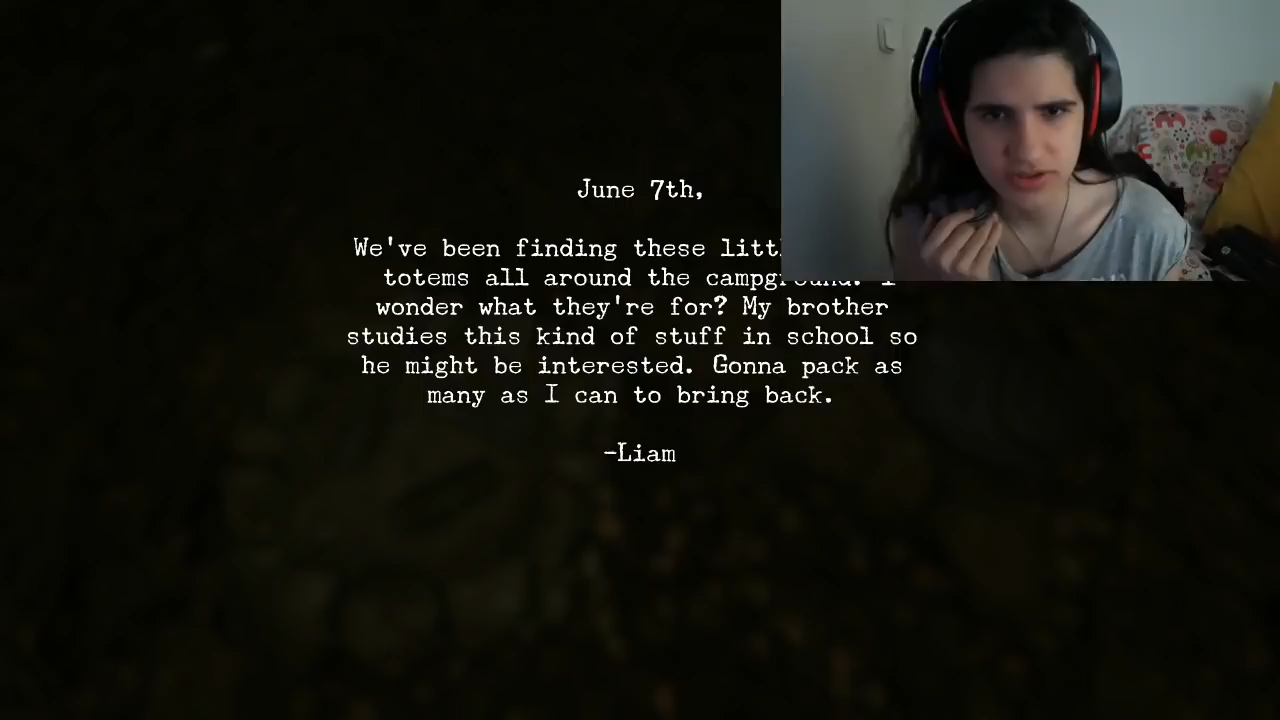 June 7th,
We've been finding these
totems all around the
wonder what they're for? My brother
studies this kind of stuff in school so
he might be interested. Gonna pack as
many as I can to bring back.
-Liam